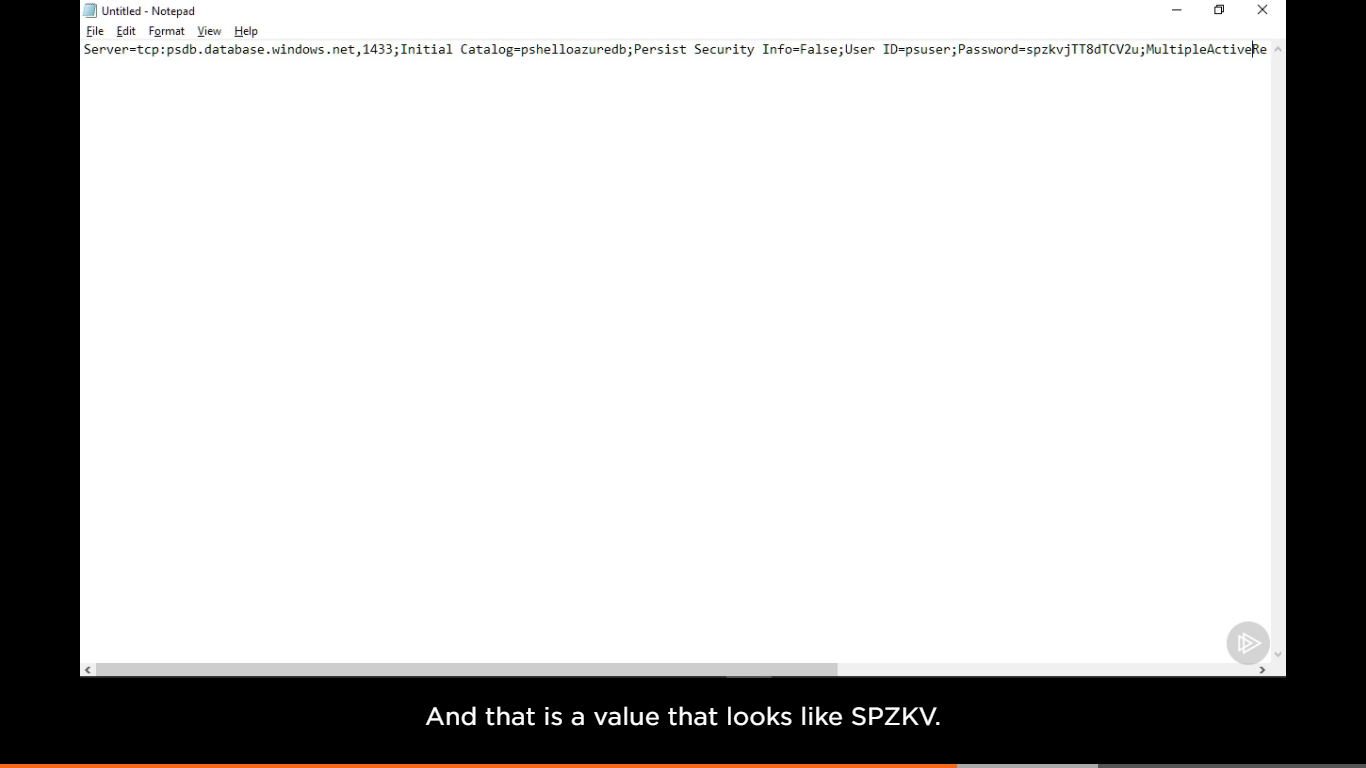 Untitled - Notepad
File Edit Format View Help
Server=tcp:psdb.database.windows.net,1433;Initial Catalog=pshelloazuredb;Persist Security Info=False;User ID=psuser;Password=spzkvjTT8dTCV2u;MultipleActiveRe
And that is a value that looks like SPZKV.